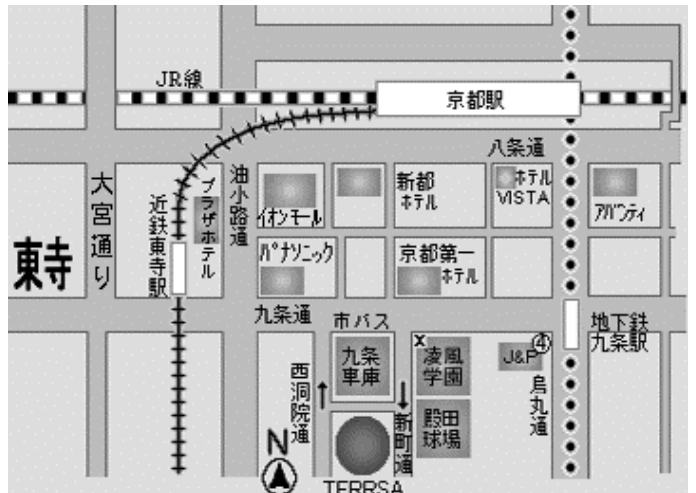 JR線
京都駅
八条通
大宮通り
近鉄東寺駅
プラザホテル
油小路通
イオンモール
新都
ホテル
ホテル
VISTA
アバンティ
東寺
パナソニック
京都第一
ホテル
九条通
市バス
九条
車庫
x
凌風
学園
J&P
④
地下鉄
九条駅
西洞院通
新町通
殿田
球場
烏丸通
N
TERRSA